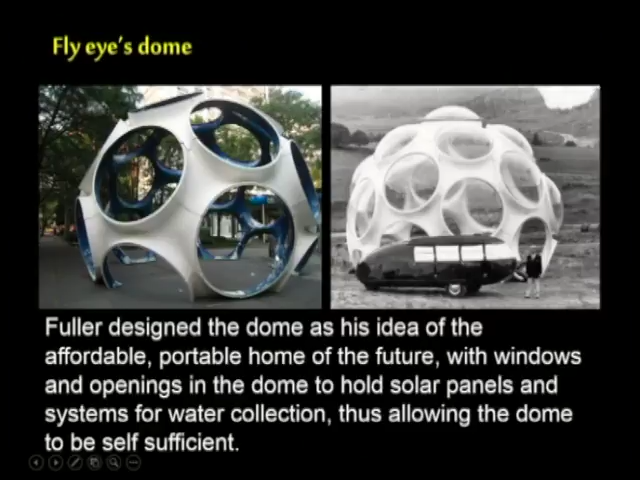 Fly eye's dome
Fuller designed the dome as his idea of the
affordable, portable home of the future, with windows
and openings in the dome to hold solar panels and
systems for water collection, thus allowing the dome
to be self sufficient.